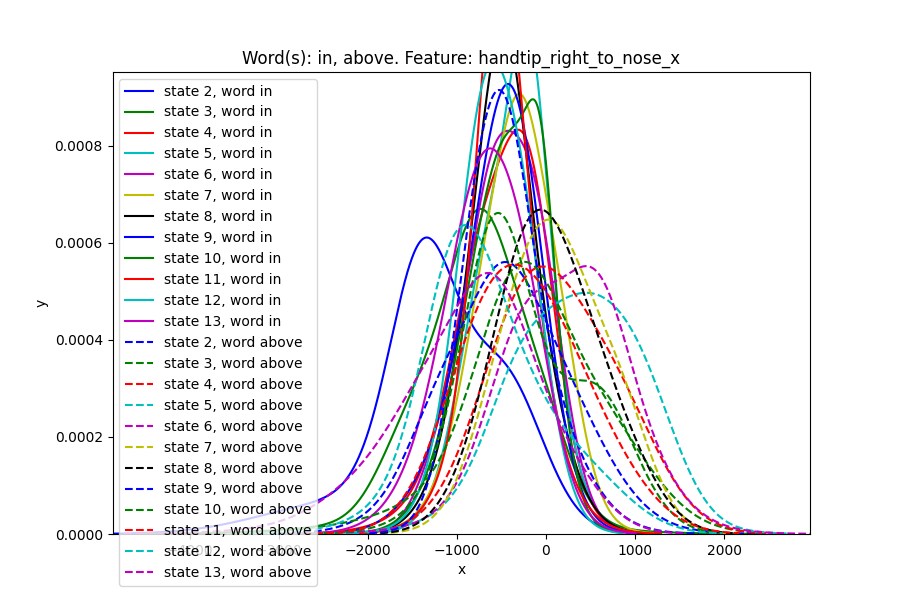 Word(s): in, above. Feature: handtip_right_to_nose_x
y
0.0008
0.0006
0.0004
0.0002
0.0000
state 2, word in
state 3, word in
state 4, word in
state 5, word in
state 6, word in
state 7, word in
state 8, word in
state 9, word in
state 10, word in
state 11, word in
state 12, word in
state 13, word in
state 2, word above
state 3, word above
state 4, word above
state 5, word above
state 6, word above
state 7, word above
state 8, word above
state 9, word above
state 10, word above
state 11, word above
state 12, word above
state 13, word above
−2000 −1000 0 1000 2000
x